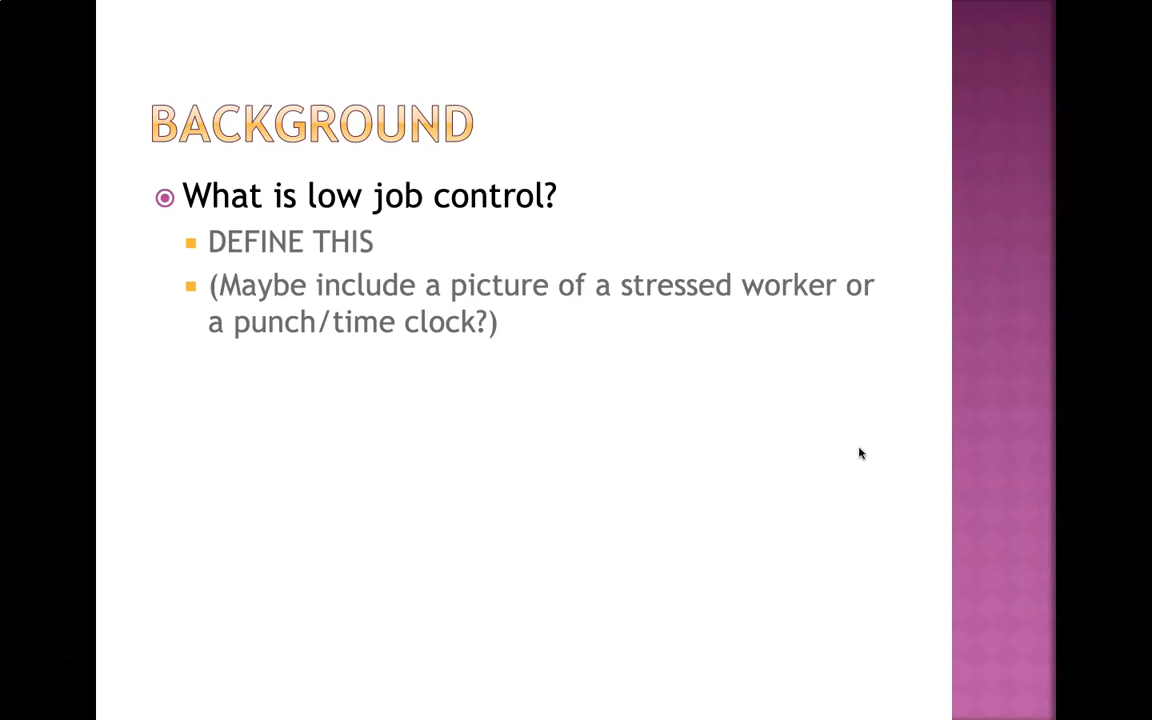 BACKGROUND
What is low job control?
DEFINE THIS
(Maybe include a picture of a stressed worker or
a punch/time clock?)